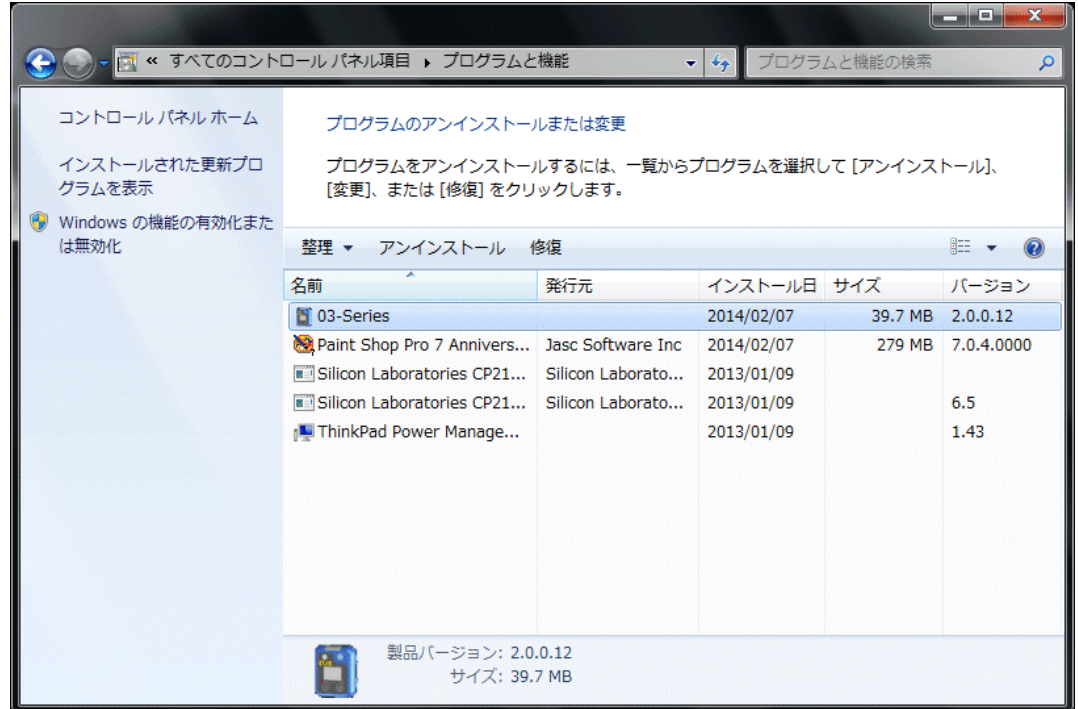 « すべてのコントロール パネル項目 ▸ プログラムと機能
プログラムと機能の検索
コントロール パネル ホーム
インストールされた更新プロ
グラムを表示
Windows の機能の有効化また
は無効化
プログラムのアンインストールまたは変更
プログラムをアンインストールするには、一覧からプログラムを選択して [アンインストール]、
[変更]、または [修復] をクリックします。
整理 ▼ アンインストール 修復
名前 発行元 インストール日 サイズ バージョン
03-Series 2014/02/07 39.7 MB 2.0.0.12
Paint Shop Pro 7 Annivers... Jasc Software Inc 2014/02/07 279 MB 7.0.4.0000
Silicon Laboratories CP21... Silicon Laborato... 2013/01/09
Silicon Laboratories CP21... Silicon Laborato... 2013/01/09 6.5
ThinkPad Power Manage... 2013/01/09 1.43
製品バージョン: 2.0.0.12
サイズ: 39.7 MB